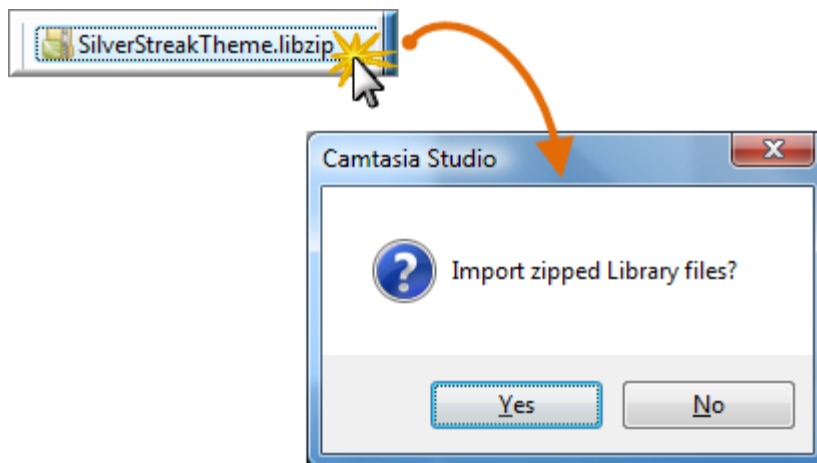 SilverStreakTheme.libzip
Camtasia Studio
Import zipped Library files?
Yes
No